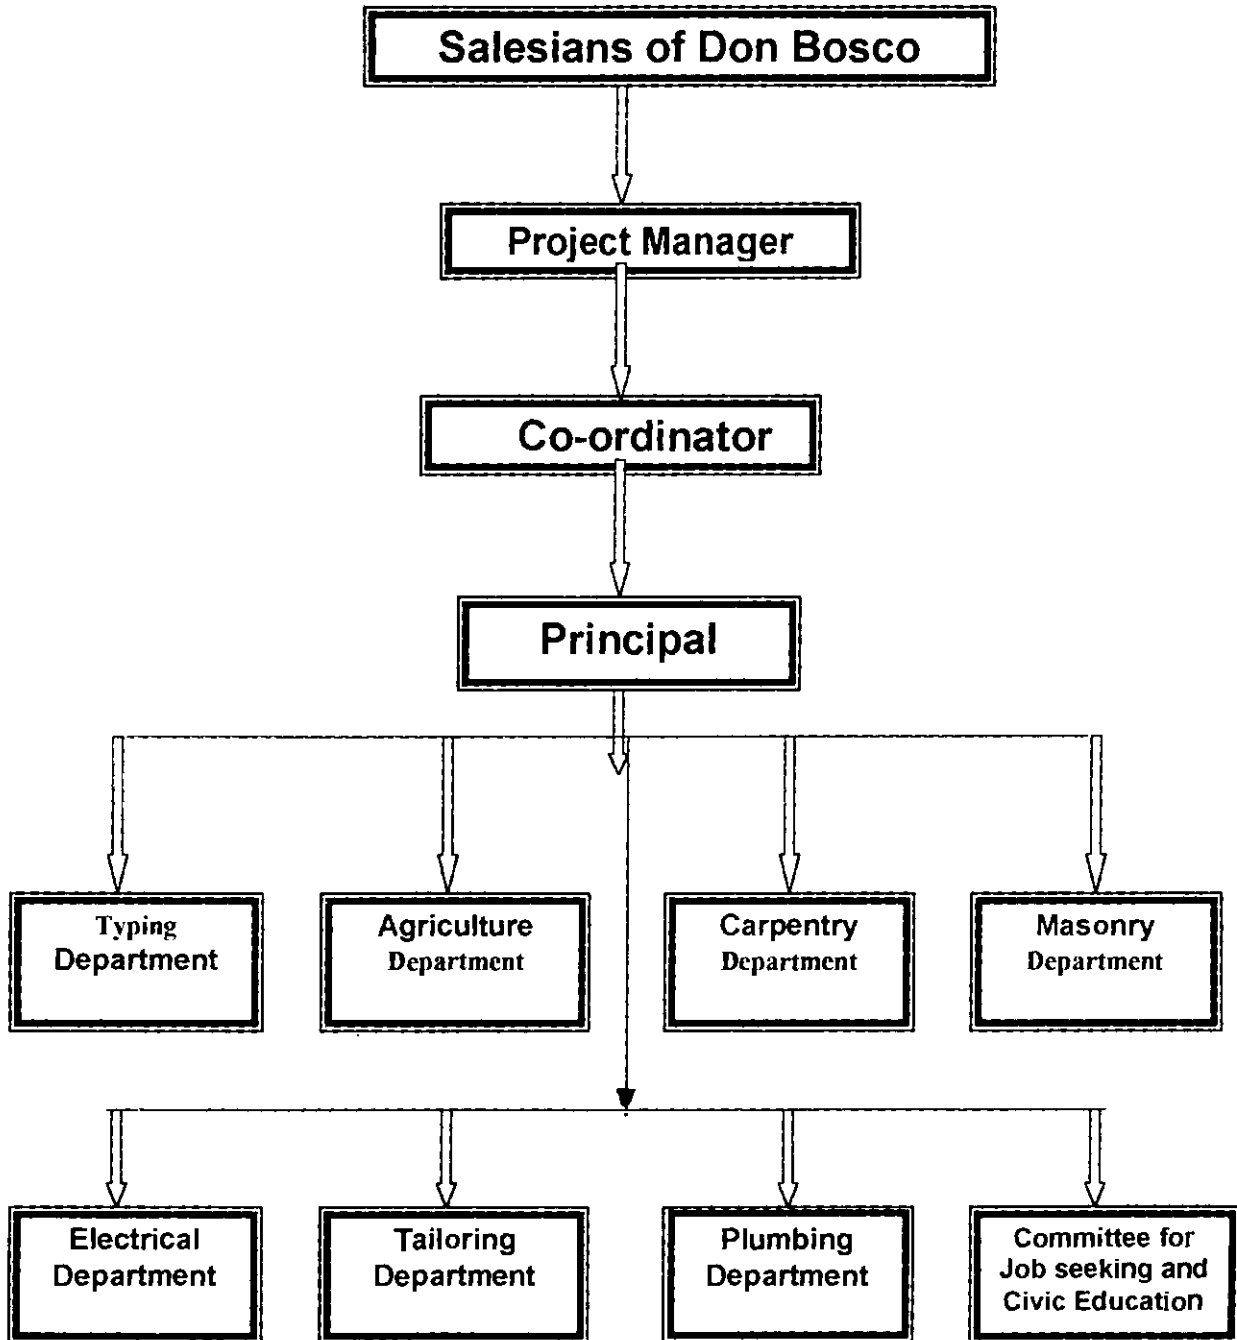 Salesians of Don Bosco
Project Manager
Co-ordinator
Principal
Typing
Department
Agriculture
Department
Carpentry
Department
Masonry
Department
Electrical
Department
Tailoring
Department
Plumbing
Department
Committee for
Job seeking and
Civic Education